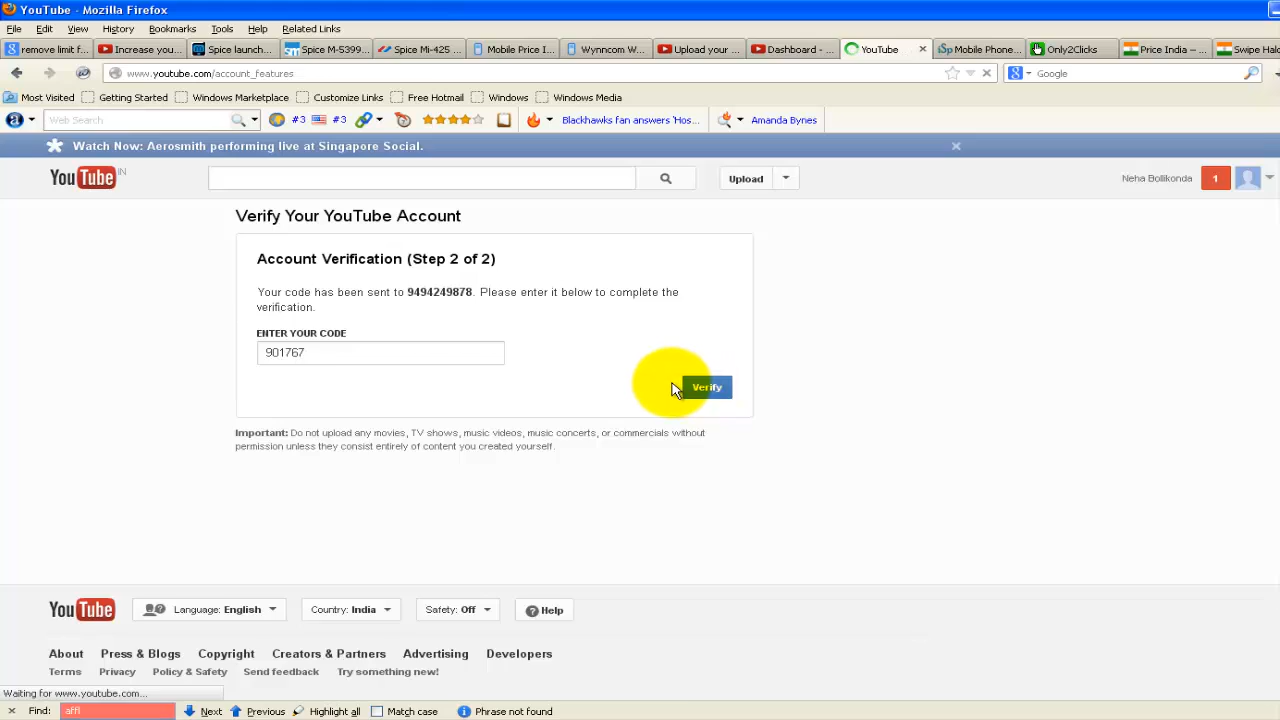 YouTube - Mozilla Firefox
File Edit View History Bookmarks Tools Help Related Links
remove limit f... Increase you... Spice launch... Spice M-5399... Spice Mi-425 ... Mobile Price I... Wynncom W... Upload your ... Dashboard - ... YouTube Mobile Phone... Only2Clicks Price India – ... Swipe Hal
www.youtube.com/account_features Google
Most Visited Getting Started Windows Marketplace Customize Links Free Hotmail Windows Windows Media
Web Search #3 #3 Blackhawks fan answers 'Hos... Amanda Bynes
Watch Now: Aerosmith performing live at Singapore Social.
YouTube IN Upload Neha Bollikonda 1
Verify Your YouTube Account
Account Verification (Step 2 of 2)
Your code has been sent to 9494249878. Please enter it below to complete the
verification.
ENTER YOUR CODE
901767
Verify
Important: Do not upload any movies, TV shows, music videos, music concerts, or commercials without
permission unless they consist entirely of content you created yourself.
YouTube Language: English Country: India Safety: Off Help
About Press & Blogs Copyright Creators & Partners Advertising Developers
Terms Privacy Policy & Safety Send feedback Try something new!
Waiting for www.youtube.com...
Find: affi Next Previous Highlight all Match case Phrase not found